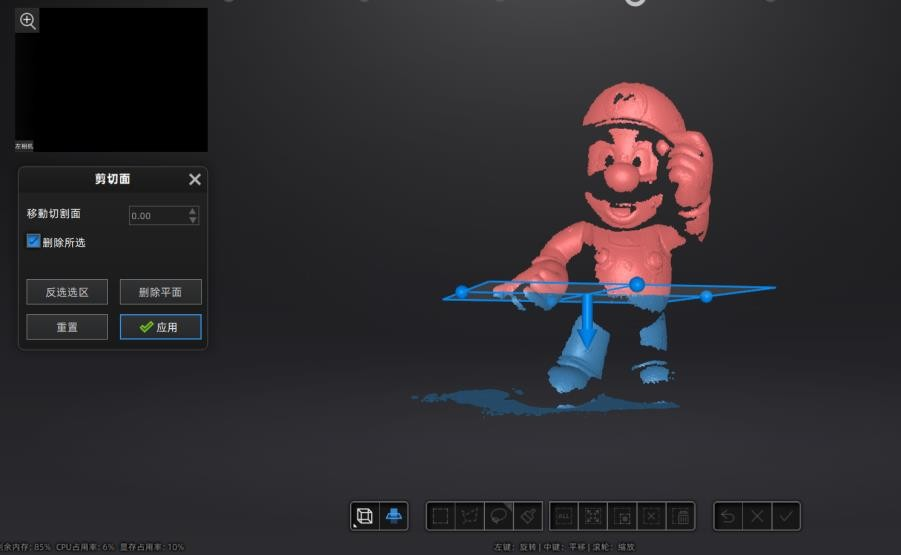 左相机
剪切面
移動切割面
0.00
删除所选
反选选区
删除平面
重置
应用
ALL
剩余内存: 85% CPU占用率: 6% 显存占用率: 10%
左键: 旋转 | 中键: 平移 | 滚轮: 缩放